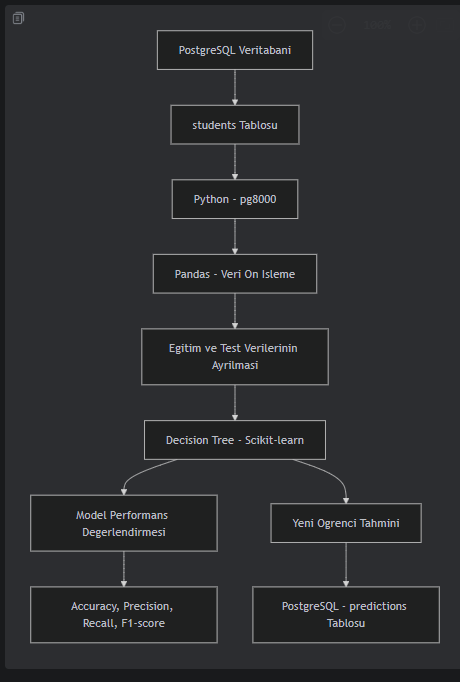 PostgreSQL Veritabani
students Tablosu
Python - pg8000
Pandas - Veri On Isleme
Egitim ve Test Verilerinin
Ayrilmasi
Decision Tree - Scikit-learn
Model Performans
Degerlendirmesi
Yeni Ogrenci Tahmini
Accuracy, Precision,
Recall, F1-score
PostgreSQL - predictions
Tablosu